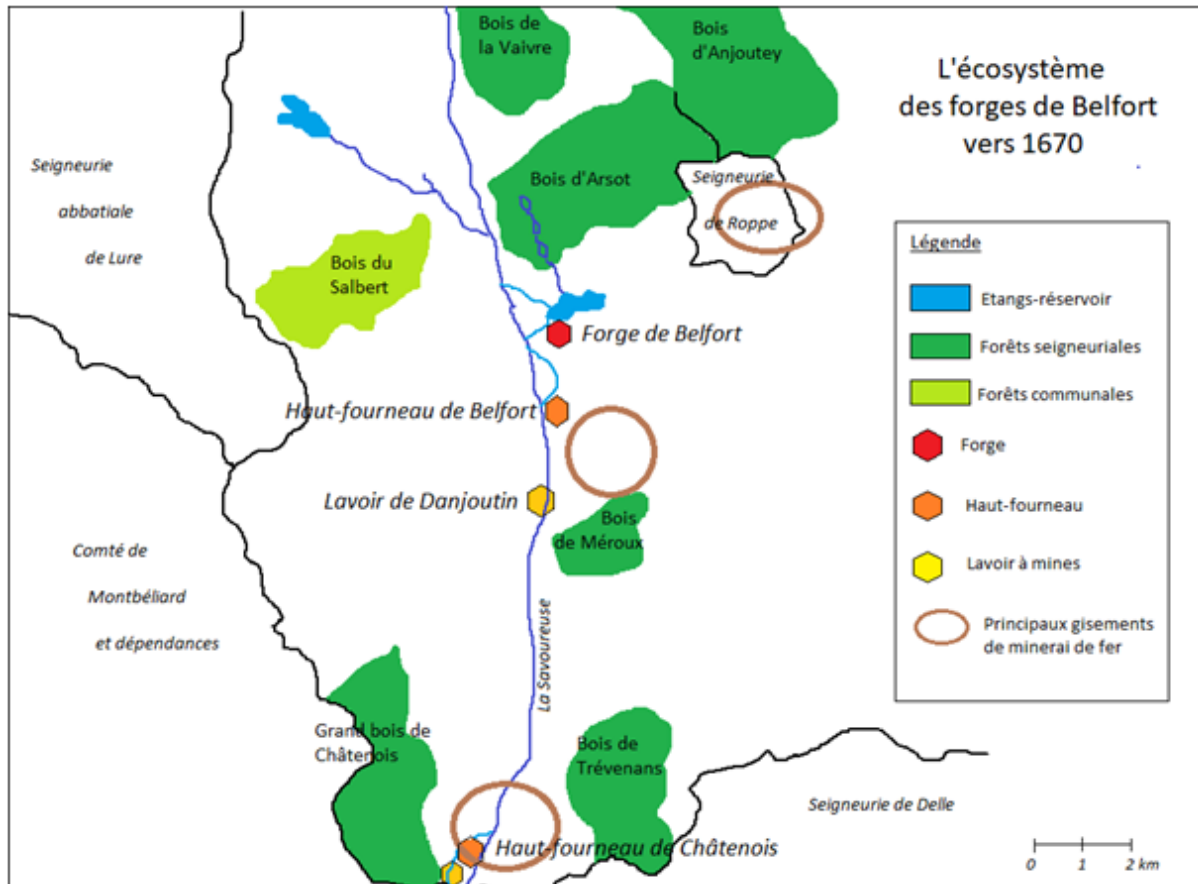 L'écosystème
des forges de Belfort
vers 1670
Bois de
la Vaivre
Bois
d'Anjoutey
Seigneurie
abbatiale
de Lure
Bois d'Arsot
Seigneurie
de Roppe
Bois du
Salbert
Forge de Belfort
Haut-fourneau de Belfort
Lavoir de Danjoutin
Bois
de Méroux
Comté de
Montbéliard
et dépendances
La Savoureuse
Grand bois de
Châtenois
Bois de
Trévenans
Seigneurie de Delle
Haut-fourneau de Châtenois
Légende
Etangs-réservoir
Forêts seigneuriales
Forêts communales
Forge
Haut-fourneau
Lavoir à mines
Principaux gisements
de minerai de fer
0 1 2 km